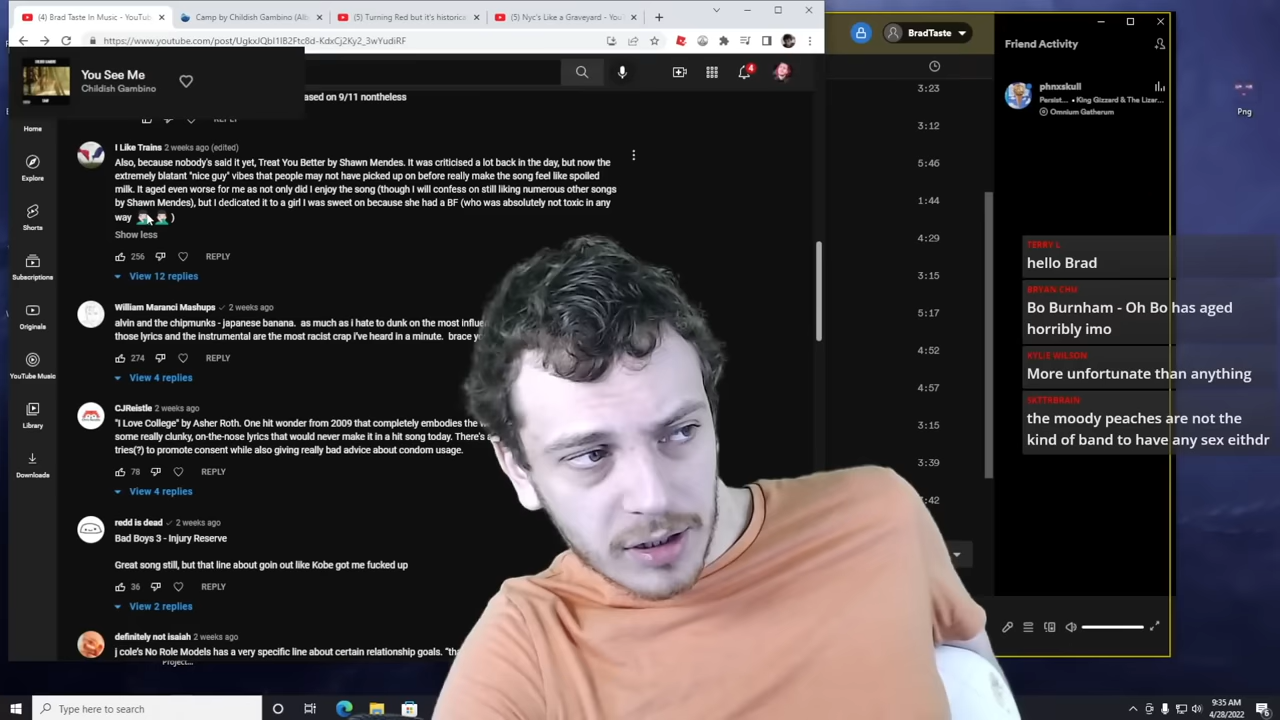 (4) Brad Taste In Music - YouTub
Camp by Childish Gambino (Alb
(5) Turning Red but it's historica
(5) Nyc's Like a Graveyard - You
https://www.youtube.com/post/UgkxJQbI1IB2Ftc8d-KdxCj2Ky2_3wYudiRF
BradTaste
Friend Activity
You See Me
Childish Gambino
4
ased on 9/11 nontheless
REPLY
3:23
phnxskull
Persist... • King Gizzard & The Lizar...
Omnium Gatherum
Png
Home
3:12
I Like Trains 2 weeks ago (edited)
Also, because nobody's said it yet, Treat You Better by Shawn Mendes. It was criticised a lot back in the day, but now the
extremely blatant "nice guy" vibes that people may not have picked up on before really make the song feel like spoiled
milk. It aged even worse for me as not only did I enjoy the song (though I will confess on still liking numerous other songs
by Shawn Mendes), but I dedicated it to a girl I was sweet on because she had a BF (who was absolutely not toxic in any
way )
Show less
256 REPLY
View 12 replies
Explore
Shorts
Subscriptions
Originals
YouTube Music
Library
Downloads
5:46
1:44
4:29
3:15
5:17
4:52
4:57
3:15
3:39
:42
TERRY L
hello Brad
BRYAN CHU
Bo Burnham - Oh Bo has aged
horribly imo
KYLIE WILSON
More unfortunate than anything
the moody peaches are not the
kind of band to have any sex eithdr
William Maranci Mashups 2 weeks ago
alvin and the chipmunks - japanese banana. as much as i hate to dunk on the most influe
those lyrics and the instrumental are the most racist crap i've heard in a minute. brace y
274 REPLY
View 4 replies
CJReistle 2 weeks ago
"I Love College" by Asher Roth. One hit wonder from 2009 that completely embodies the w
some really clunky, on-the-nose lyrics that would never make it in a hit song today. There's
tries(?) to promote consent while also giving really bad advice about condom usage.
78 REPLY
View 4 replies
redd is dead 2 weeks ago
Bad Boys 3 - Injury Reserve
Great song still, but that line about goin out like Kobe got me fucked up
36 REPLY
View 2 replies
definitely not isaiah 2 weeks ago
j cole's No Role Models has a very specific line about certain relationship goals. "tha
Project...
Type here to search
9:35 AM
4/28/2022